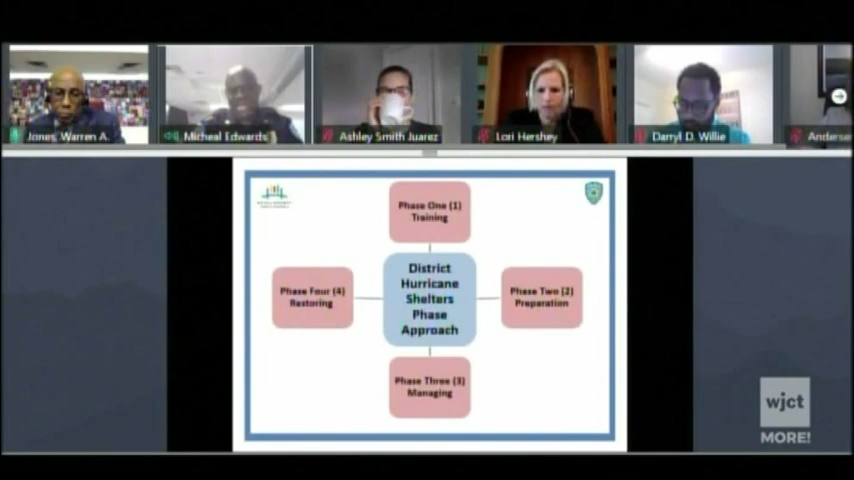 Jones, Warren A.
Micheal Edwards
Ashley Smith Juarez
Lori Hershey
Darryl D. Willie
Anderse
Phase One (1)
Training
District
Hurricane
Shelters
Phase
Approach
Phase Four (4)
Restoring
Phase Two (2)
Preparation
Phase Three (3)
Managing
wjct
MORE!